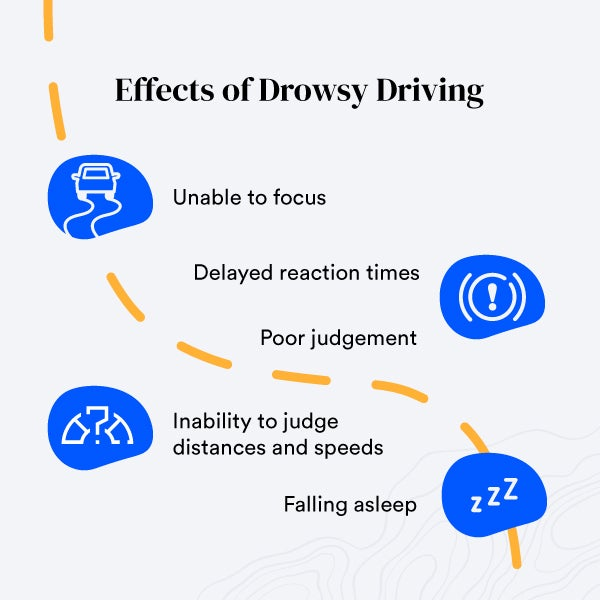 Effects of Drowsy Driving
Unable to focus
Delayed reaction times
Poor judgement
Inability to judge
distances and speeds
Falling asleep
z z Z